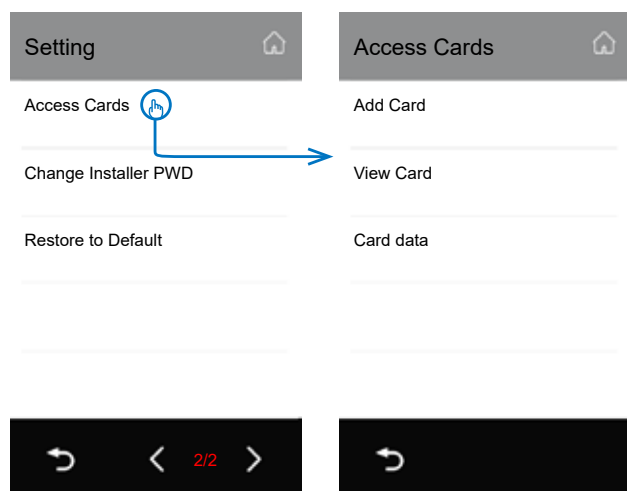 Setting
Access Cards
Change Installer PWD
Restore to Default
2/2
Access Cards
Add Card
View Card
Card data